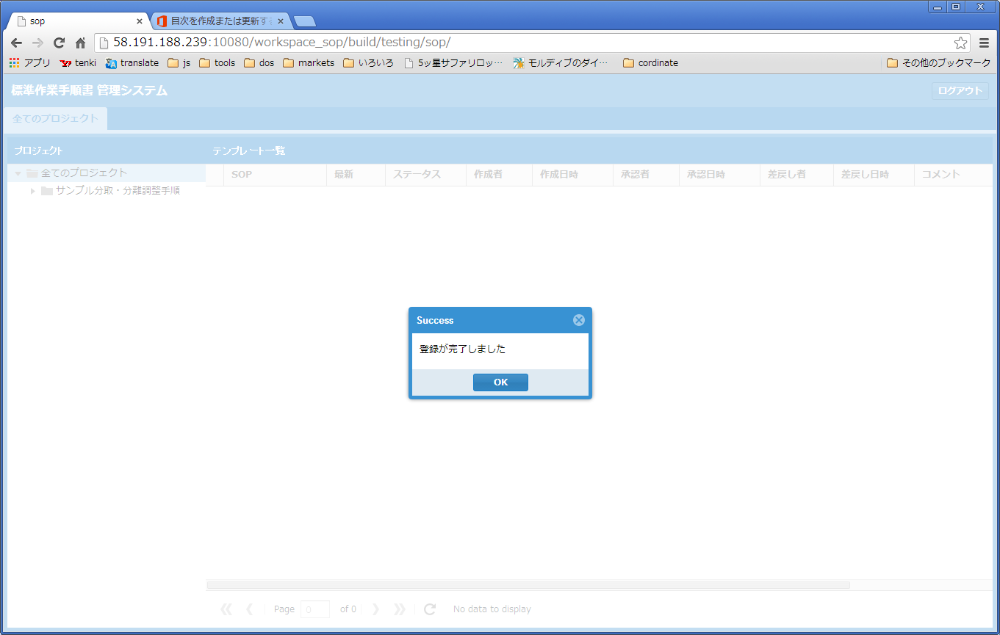 sop
目次を作成または更新する
58.191.188.239:10080/workspace_sop/build/testing/sop/
アプリ yenki translate js tools dos markets いろいろ 5ッ星サファリロッ… モルディブのダイ… cordinate その他のブックマーク
標準作業手順書 管理システム ログアウト
全てのプロジェクト
プロジェクト テンプレート一覧
全てのプロジェクト SOP 最新 ステータス 作成者 作成日時 承認者 承認日時 差戻し者 差戻し日時 コメント
サンプル分取・分離調整手順
Success
登録が完了しました
OK
Page 0 of 0 No data to display